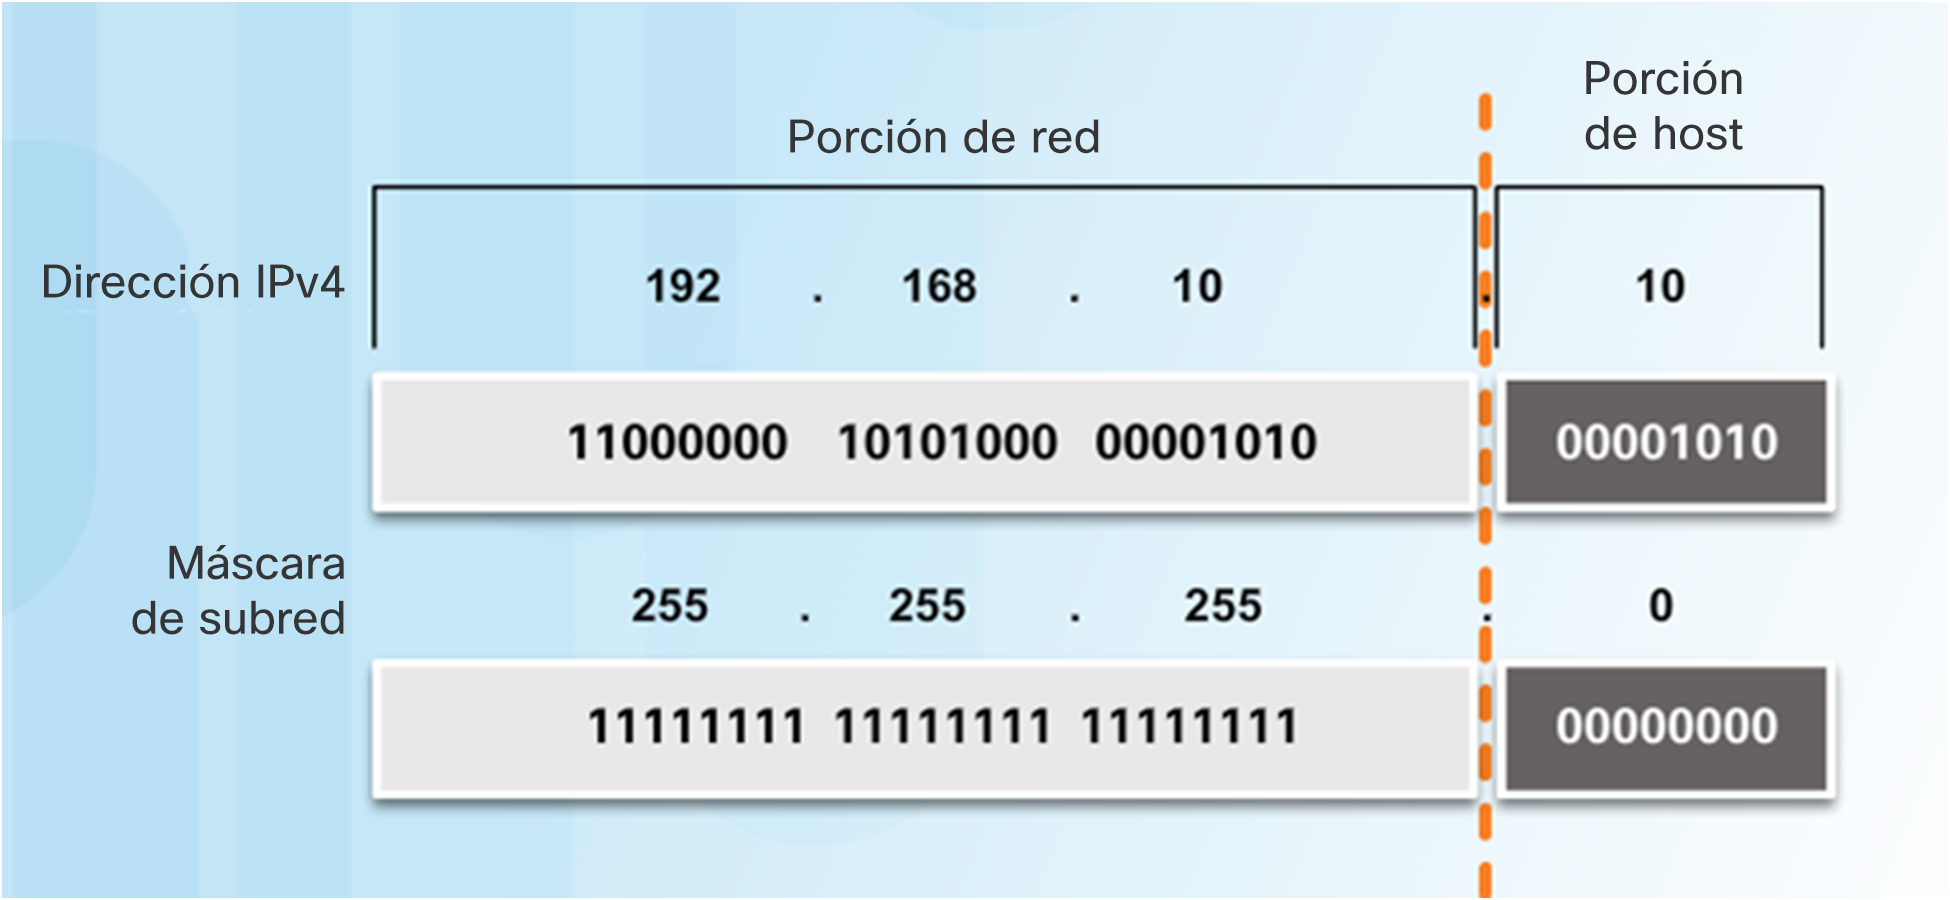 Porción
de host
Porción de red
Dirección IPv4
192 . 168 . 10 . 10
11000000 10101000 00001010 00001010
Máscara
de subred
255 . 255 . 255 . 0
11111111 11111111 11111111 00000000